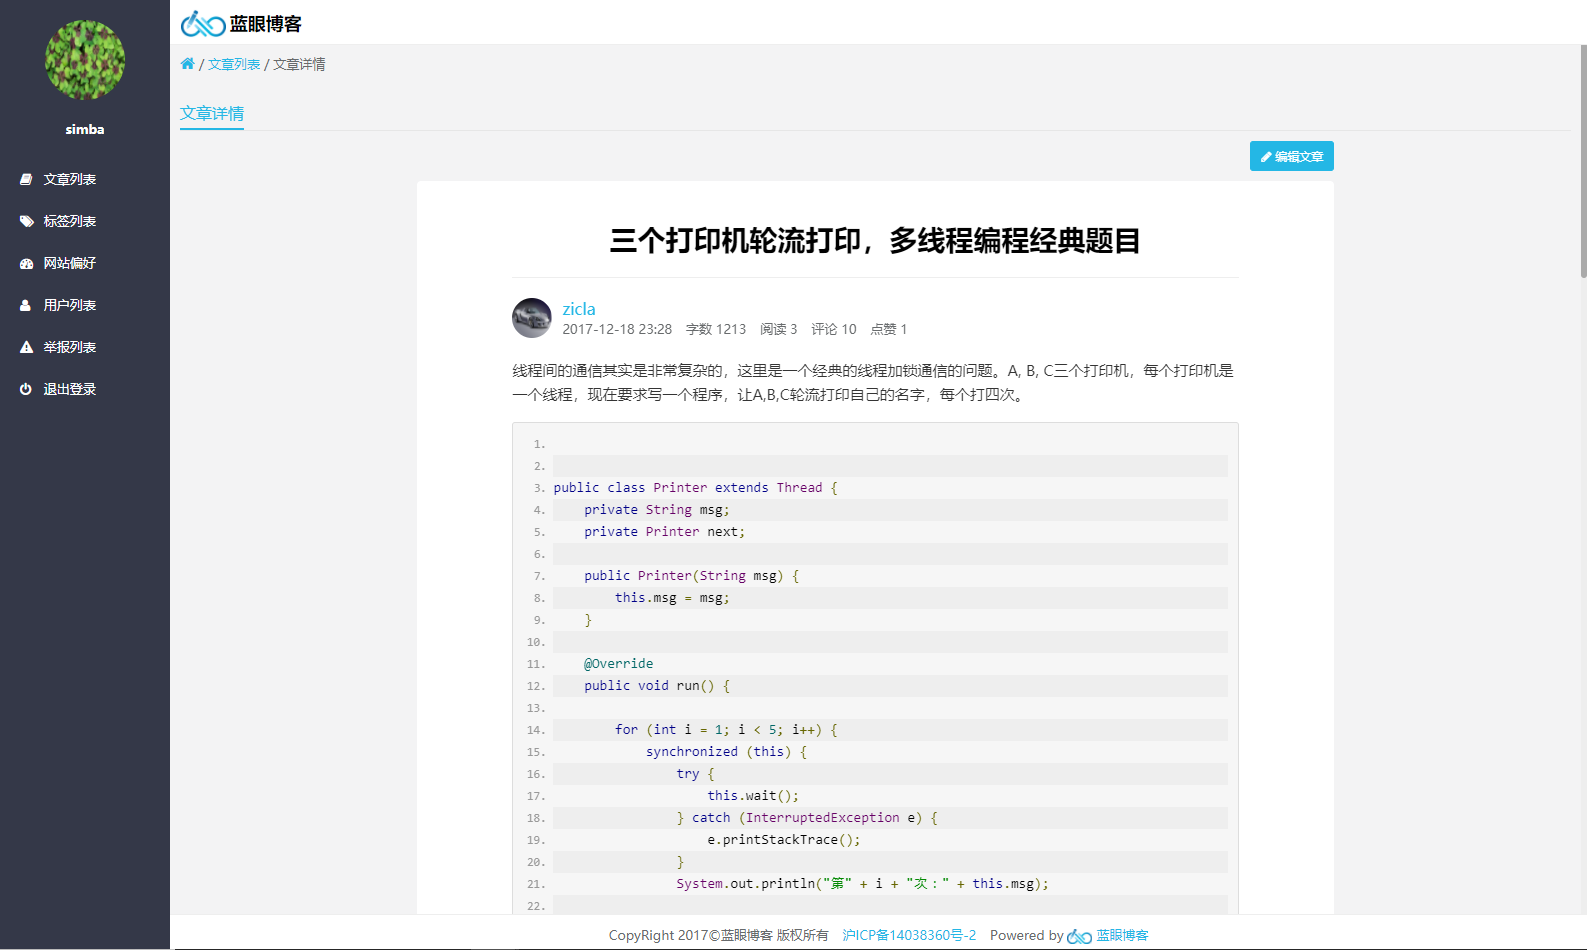 蓝眼博客
/ 文章列表 / 文章详情
文章详情
simba
文章列表
标签列表
网站偏好
用户列表
举报列表
退出登录
编辑文章
三个打印机轮流打印，多线程编程经典题目
zicla
2017-12-18 23:28 字数 1213 阅读 3 评论 10 点赞 1
线程间的通信其实是非常复杂的，这里是一个经典的线程加锁通信的问题。A, B, C三个打印机，每个打印机是
一个线程，现在要求写一个程序，让A,B,C轮流打印自己的名字，每个打四次。
1.
2.
3. public class Printer extends Thread {
4. private String msg;
5. private Printer next;
6.
7. public Printer(String msg) {
8. this.msg = msg;
9. }
10.
11. @Override
12. public void run() {
13.
14. for (int i = 1; i < 5; i++) {
15. synchronized (this) {
16. try {
17. this.wait();
18. } catch (InterruptedException e) {
19. e.printStackTrace();
20. }
21. System.out.println("第" + i + "次：" + this.msg);
22.
CopyRight 2017©蓝眼博客 版权所有 沪ICP备14038360号-2 Powered by 蓝眼博客